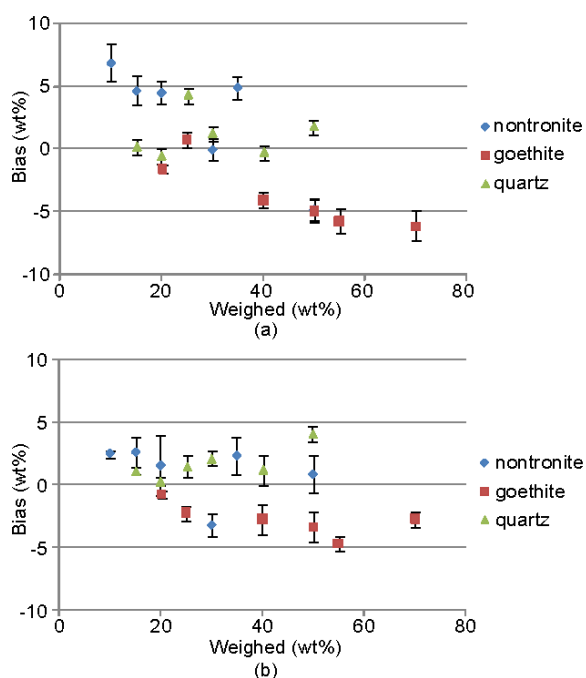 10
5
0
-5
-10
Bias (wt%)
0 20 40 60 80
Weighed (wt%)
(a)
nontronite
goethite
quartz
10
5
0
-5
-10
Bias (wt%)
0 20 40 60 80
Weighed (wt%)
(b)
nontronite
goethite
quartz